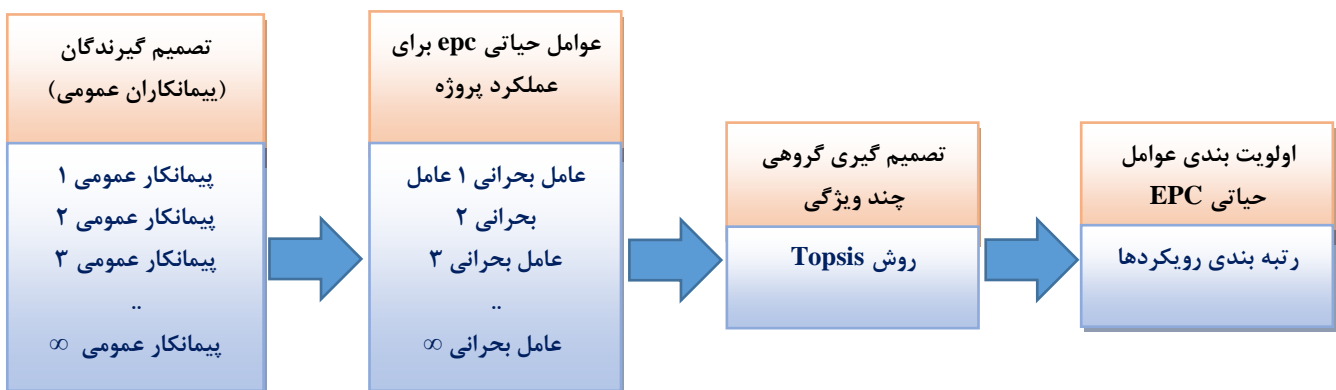 تصمیم گیرندگان
(پیمانکاران عمومی)
پیمانکار عمومی ۱
پیمانکار عمومی ۲
پیمانکار عمومی ۳
..
پیمانکار عمومی ∞
عوامل حیاتی epc برای
عملکرد پروژه
عامل بحرانی ۱ عامل
بحرانی ۲
عامل بحرانی ۳
..
عامل بحرانی ∞
تصمیم گیری گروهی
چند ویژگی
روش Topsis
اولویت بندی عوامل
حیاتی EPC
رتبه بندی رویکردها